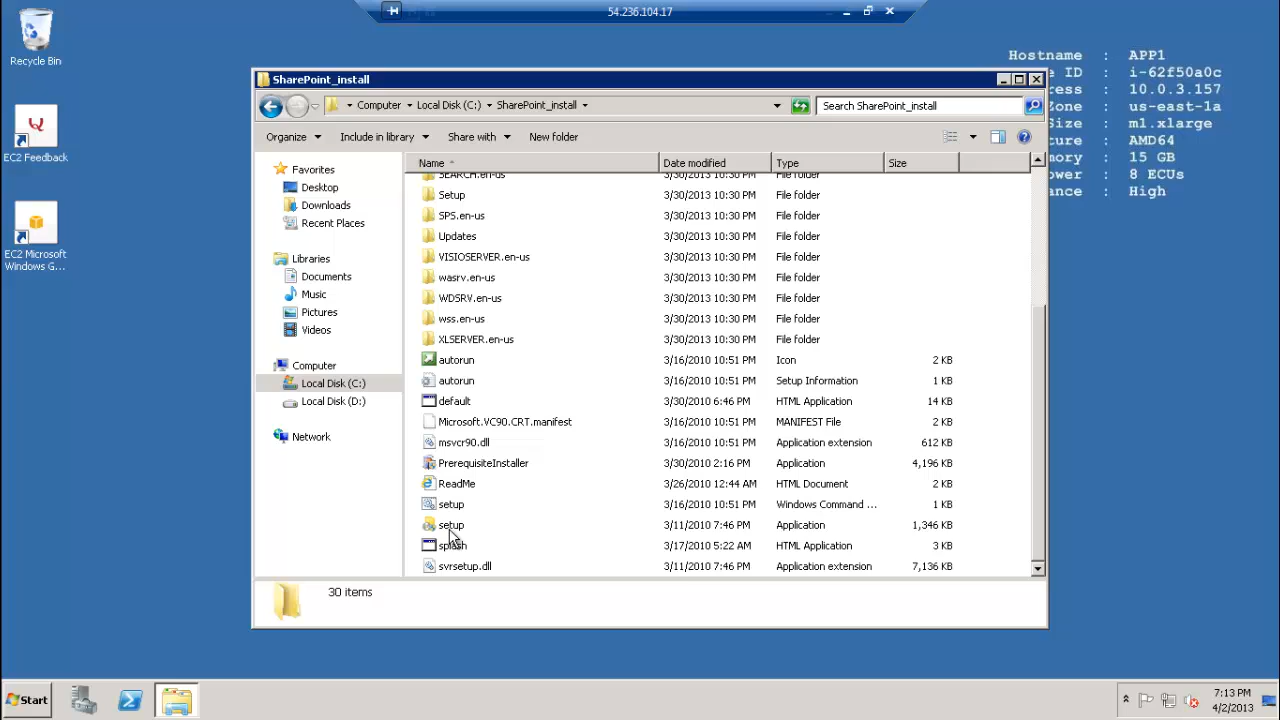 54.236.104.17
Recycle Bin
EC2 Feedback
EC2 Microsoft
Windows G...
Hostname : APP1
e ID : i-62f50a0c
ress : 10.0.3.157
Zone : us-east-1a
Size : m1.xlarge
ture : AMD64
mory : 15 GB
ower : 8 ECUs
ance : High
SharePoint_install
Computer Local Disk (C:) SharePoint_install
Search SharePoint_install
Organize Include in library Share with New folder
Favorites
Desktop
Downloads
Recent Places
Libraries
Documents
Music
Pictures
Videos
Computer
Local Disk (C:)
Local Disk (D:)
Network
Name Date modified Type Size
SEARCH.en-us 3/30/2013 10:30 PM File folder
Setup 3/30/2013 10:30 PM File folder
SPS.en-us 3/30/2013 10:30 PM File folder
Updates 3/30/2013 10:30 PM File folder
VISIOSERVER.en-us 3/30/2013 10:30 PM File folder
wasrv.en-us 3/30/2013 10:30 PM File folder
WDSRV.en-us 3/30/2013 10:30 PM File folder
wss.en-us 3/30/2013 10:30 PM File folder
XLSERVER.en-us 3/30/2013 10:30 PM File folder
autorun 3/16/2010 10:51 PM Icon 2 KB
autorun 3/16/2010 10:51 PM Setup Information 1 KB
default 3/30/2010 6:46 PM HTML Application 14 KB
Microsoft.VC90.CRT.manifest 3/16/2010 10:51 PM MANIFEST File 2 KB
msvcr90.dll 3/16/2010 10:51 PM Application extension 612 KB
PrerequisiteInstaller 3/30/2010 2:16 PM Application 4,196 KB
ReadMe 3/26/2010 12:44 AM HTML Document 2 KB
setup 3/16/2010 10:51 PM Windows Command ... 1 KB
setup 3/11/2010 7:46 PM Application 1,346 KB
splash 3/17/2010 5:22 AM HTML Application 3 KB
svrsetup.dll 3/11/2010 7:46 PM Application extension 7,136 KB
30 items
Start
7:13 PM
4/2/2013